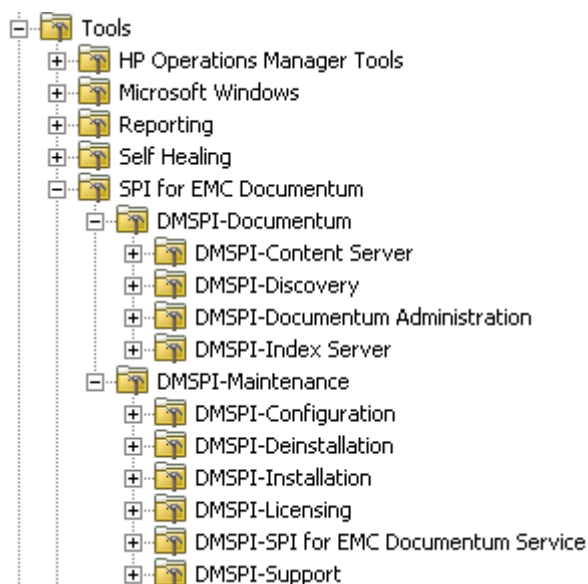 Tools
HP Operations Manager Tools
Microsoft Windows
Reporting
Self Healing
SPI for EMC Documentum
DMSPI-Documentum
DMSPI-Content Server
DMSPI-Discovery
DMSPI-Documentum Administration
DMSPI-Index Server
DMSPI-Maintenance
DMSPI-Configuration
DMSPI-Deinstallation
DMSPI-Installation
DMSPI-Licensing
DMSPI-SPI for EMC Documentum Service
DMSPI-Support